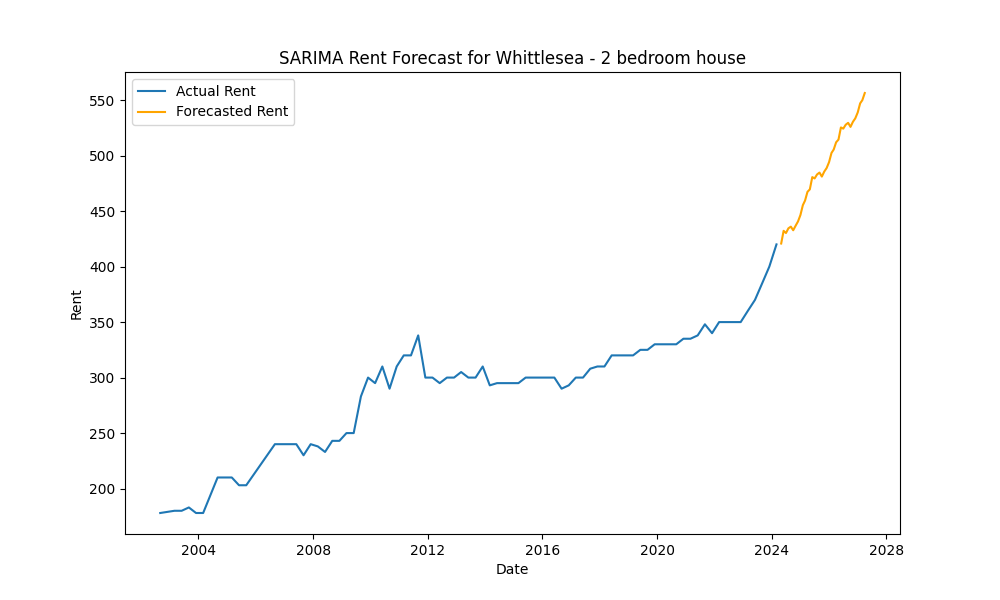 SARIMA Rent Forecast for Whittlesea - 2 bedroom house
Actual Rent
Forecasted Rent
550
500
450
400
350
300
250
200
Rent
2004 2008 2012 2016 2020 2024 2028
Date